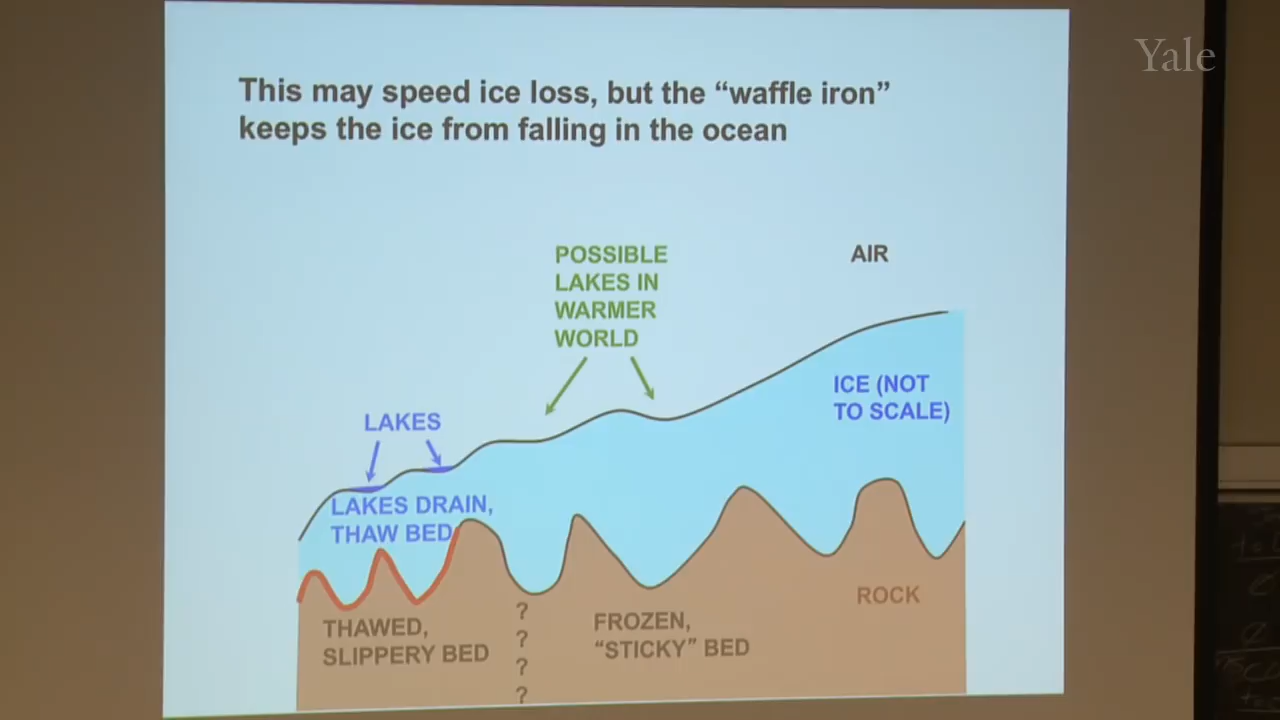 Yale
This may speed ice loss, but the “waffle iron”
keeps the ice from falling in the ocean
POSSIBLE
LAKES IN
WARMER
WORLD
AIR
ICE (NOT
TO SCALE)
LAKES
LAKES DRAIN,
THAW BED
ROCK
THAWED,
SLIPPERY BED
?
?
?
?
FROZEN,
“STICKY” BED